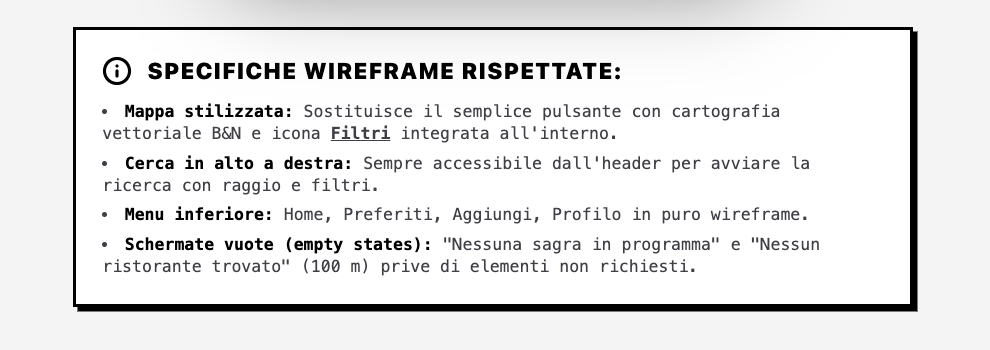 SPECIFICHE WIREFRAME RISPETTATE:
• Mappa stilizzata: Sostituisce il semplice pulsante con cartografia
vettoriale B&N e icona Filtri integrata all'interno.
• Cerca in alto a destra: Sempre accessibile dall'header per avviare la
ricerca con raggio e filtri.
• Menu inferiore: Home, Preferiti, Aggiungi, Profilo in puro wireframe.
• Schermate vuote (empty states): "Nessuna sagra in programma" e "Nessun
ristorante trovato" (100 m) prive di elementi non richiesti.